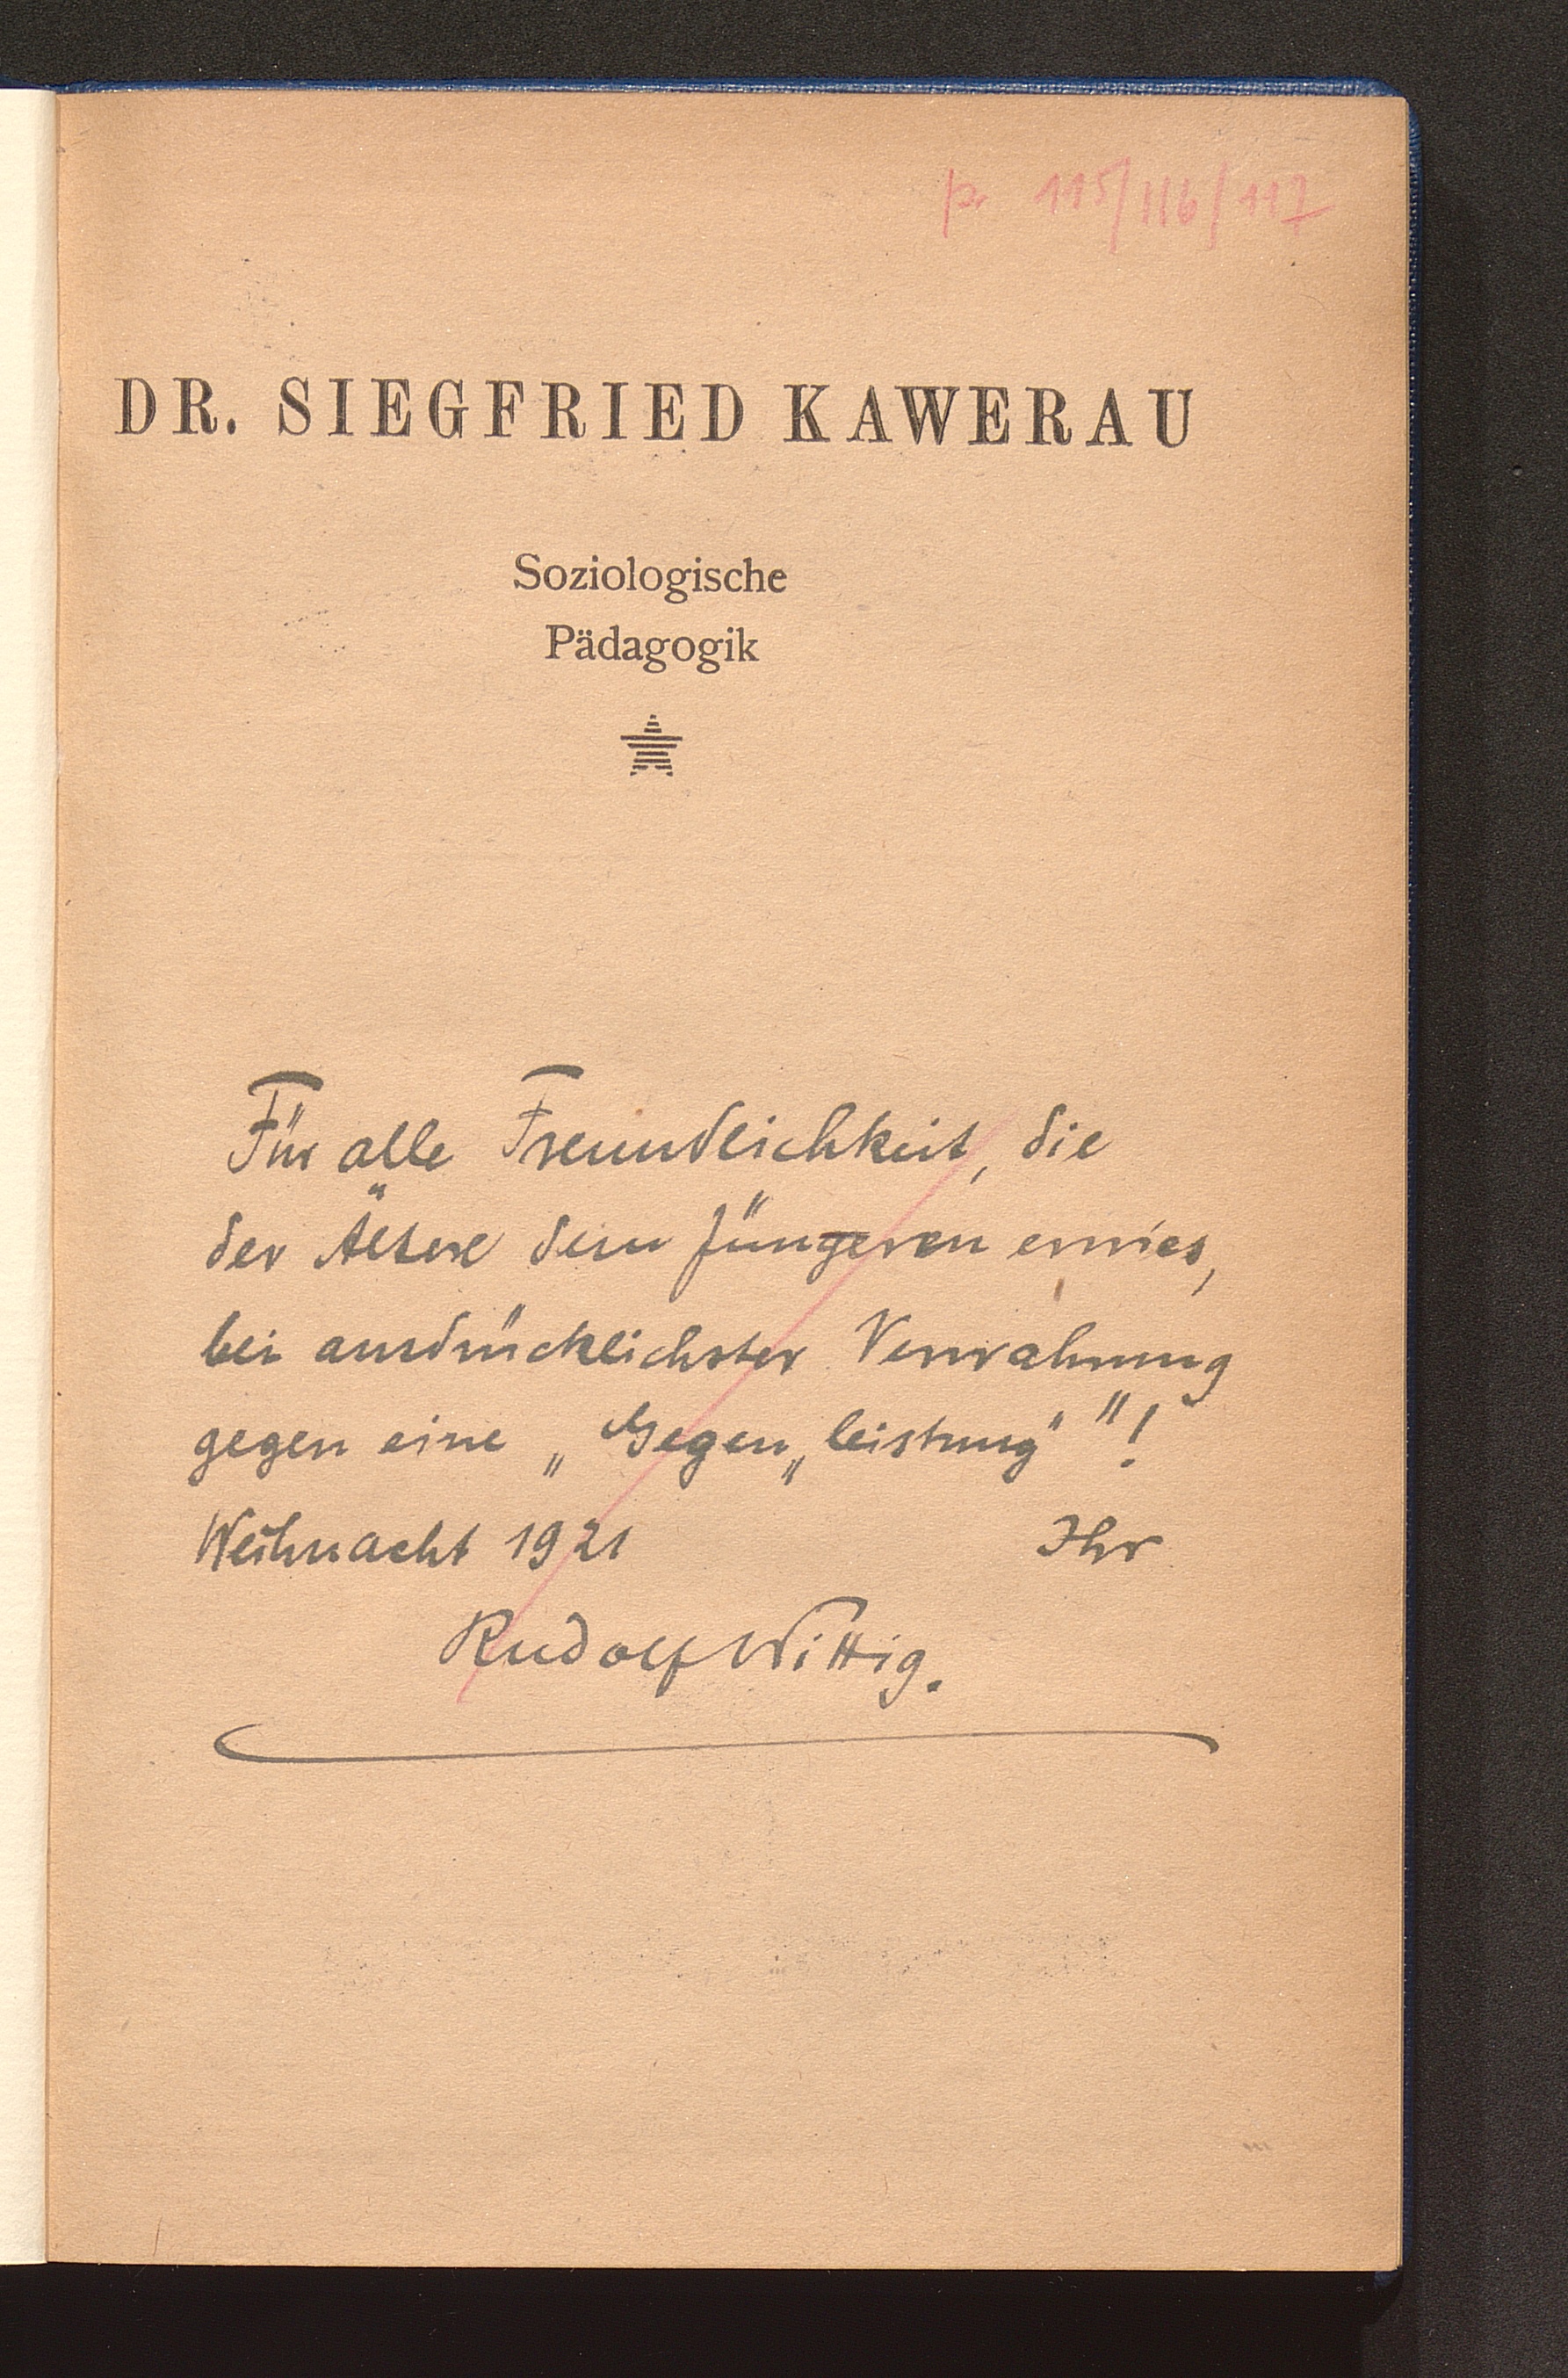 p. 115/116/117
DR. SIEGFRIED KAWERAU
Soziologische
Pädagogik
Für alle Freundlichkeit, die
der Ältere dem Jüngeren erwies,
bei ausdrücklichster Verwahrung
gegen eine „Gegen„leistung" "!
Weihnacht 1921 Ihr
Rudolf Wittig.